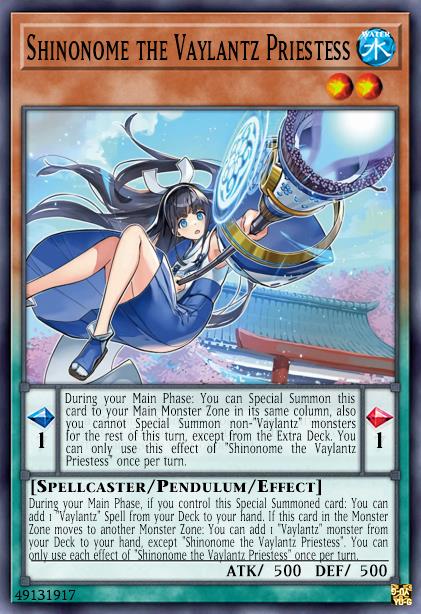 Shinonome the Vaylantz Priestess
WATER
水
During your Main Phase: You can Special Summon this
card to your Main Monster Zone in its same column, also
you cannot Special Summon non-"Vaylantz" monsters
for the rest of this turn, except from the Extra Deck. You
can only use this effect of "Shinonome the Vaylantz
Priestess" once per turn.
1
1
[Spellcaster/Pendulum/Effect]
During your Main Phase, if you control this Special Summoned card: You can
add 1 "Vaylantz" Spell from your Deck to your hand. If this card in the Monster
Zone moves to another Monster Zone: You can add 1 "Vaylantz" monster from
your Deck to your hand, except "Shinonome the Vaylantz Priestess". You can
only use each effect of "Shinonome the Vaylantz Priestess" once per turn.
ATK/ 500 DEF/ 500
49131917